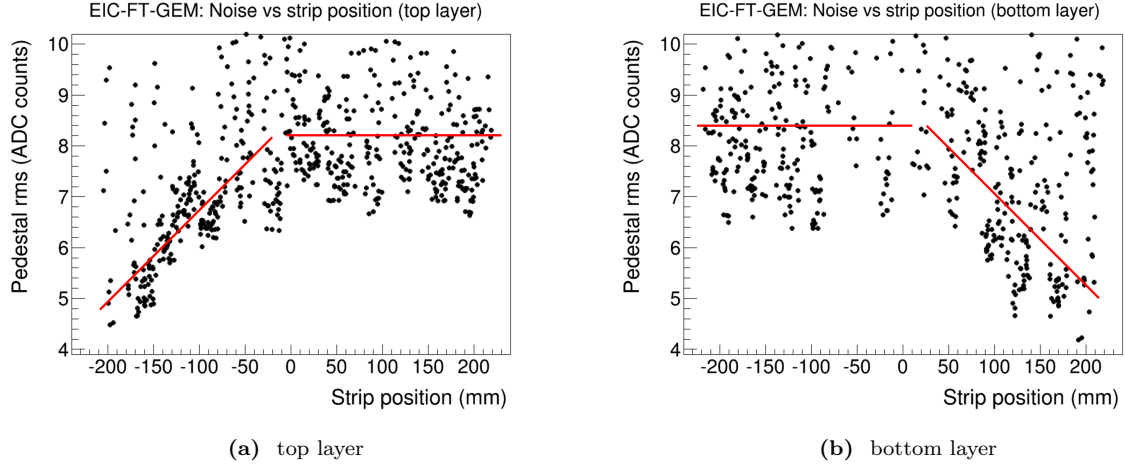 EIC-FT-GEM: Noise vs strip position (top layer)
Pedestal rms (ADC counts)
10
9
8
7
6
5
4
-200 -150 -100 -50 0 50 100 150 200
Strip position (mm)
(a) top layer
EIC-FT-GEM: Noise vs strip position (bottom layer)
Pedestal rms (ADC counts)
10
9
8
7
6
5
4
-200 -150 -100 -50 0 50 100 150 200
Strip position (mm)
(b) bottom layer